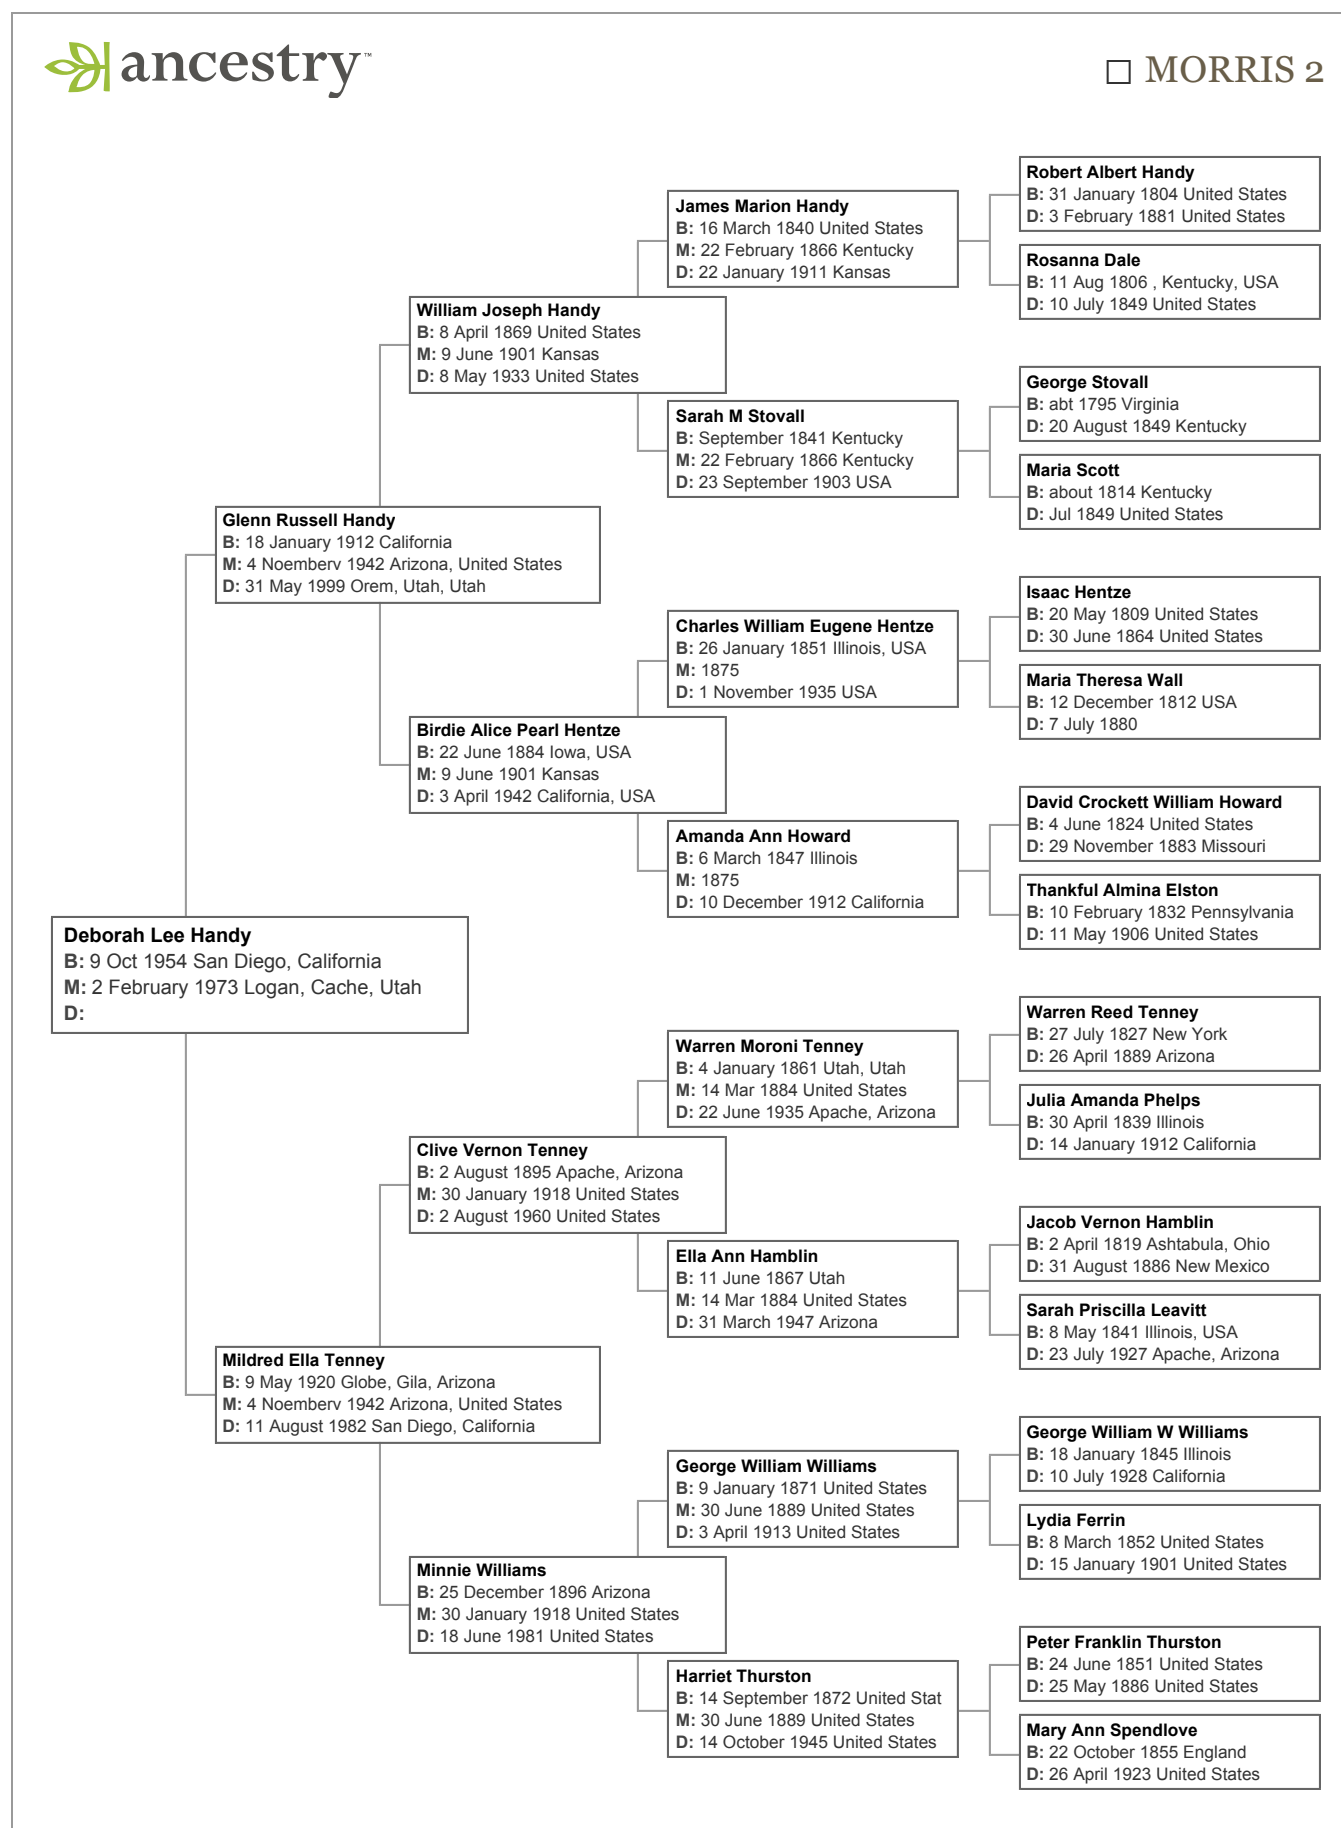 ancestry™
□ MORRIS 2
Robert Albert Handy
B: 31 January 1804 United States
D: 3 February 1881 United States
James Marion Handy
B: 16 March 1840 United States
M: 22 February 1866 Kentucky
D: 22 January 1911 Kansas
Rosanna Dale
B: 11 Aug 1806 , Kentucky, USA
D: 10 July 1849 United States
William Joseph Handy
B: 8 April 1869 United States
M: 9 June 1901 Kansas
D: 8 May 1933 United States
George Stovall
B: abt 1795 Virginia
D: 20 August 1849 Kentucky
Sarah M Stovall
B: September 1841 Kentucky
M: 22 February 1866 Kentucky
D: 23 September 1903 USA
Maria Scott
B: about 1814 Kentucky
D: Jul 1849 United States
Glenn Russell Handy
B: 18 January 1912 California
M: 4 Noemberv 1942 Arizona, United States
D: 31 May 1999 Orem, Utah, Utah
Isaac Hentze
B: 20 May 1809 United States
D: 30 June 1864 United States
Charles William Eugene Hentze
B: 26 January 1851 Illinois, USA
M: 1875
D: 1 November 1935 USA
Maria Theresa Wall
B: 12 December 1812 USA
D: 7 July 1880
Birdie Alice Pearl Hentze
B: 22 June 1884 Iowa, USA
M: 9 June 1901 Kansas
D: 3 April 1942 California, USA
David Crockett William Howard
B: 4 June 1824 United States
D: 29 November 1883 Missouri
Amanda Ann Howard
B: 6 March 1847 Illinois
M: 1875
D: 10 December 1912 California
Thankful Almina Elston
B: 10 February 1832 Pennsylvania
D: 11 May 1906 United States
Deborah Lee Handy
B: 9 Oct 1954 San Diego, California
M: 2 February 1973 Logan, Cache, Utah
D:
Warren Reed Tenney
B: 27 July 1827 New York
D: 26 April 1889 Arizona
Warren Moroni Tenney
B: 4 January 1861 Utah, Utah
M: 14 Mar 1884 United States
D: 22 June 1935 Apache, Arizona
Julia Amanda Phelps
B: 30 April 1839 Illinois
D: 14 January 1912 California
Clive Vernon Tenney
B: 2 August 1895 Apache, Arizona
M: 30 January 1918 United States
D: 2 August 1960 United States
Jacob Vernon Hamblin
B: 2 April 1819 Ashtabula, Ohio
D: 31 August 1886 New Mexico
Ella Ann Hamblin
B: 11 June 1867 Utah
M: 14 Mar 1884 United States
D: 31 March 1947 Arizona
Sarah Priscilla Leavitt
B: 8 May 1841 Illinois, USA
D: 23 July 1927 Apache, Arizona
Mildred Ella Tenney
B: 9 May 1920 Globe, Gila, Arizona
M: 4 Noemberv 1942 Arizona, United States
D: 11 August 1982 San Diego, California
George William W Williams
B: 18 January 1845 Illinois
D: 10 July 1928 California
George William Williams
B: 9 January 1871 United States
M: 30 June 1889 United States
D: 3 April 1913 United States
Lydia Ferrin
B: 8 March 1852 United States
D: 15 January 1901 United States
Minnie Williams
B: 25 December 1896 Arizona
M: 30 January 1918 United States
D: 18 June 1981 United States
Peter Franklin Thurston
B: 24 June 1851 United States
D: 25 May 1886 United States
Harriet Thurston
B: 14 September 1872 United Stat
M: 30 June 1889 United States
D: 14 October 1945 United States
Mary Ann Spendlove
B: 22 October 1855 England
D: 26 April 1923 United States